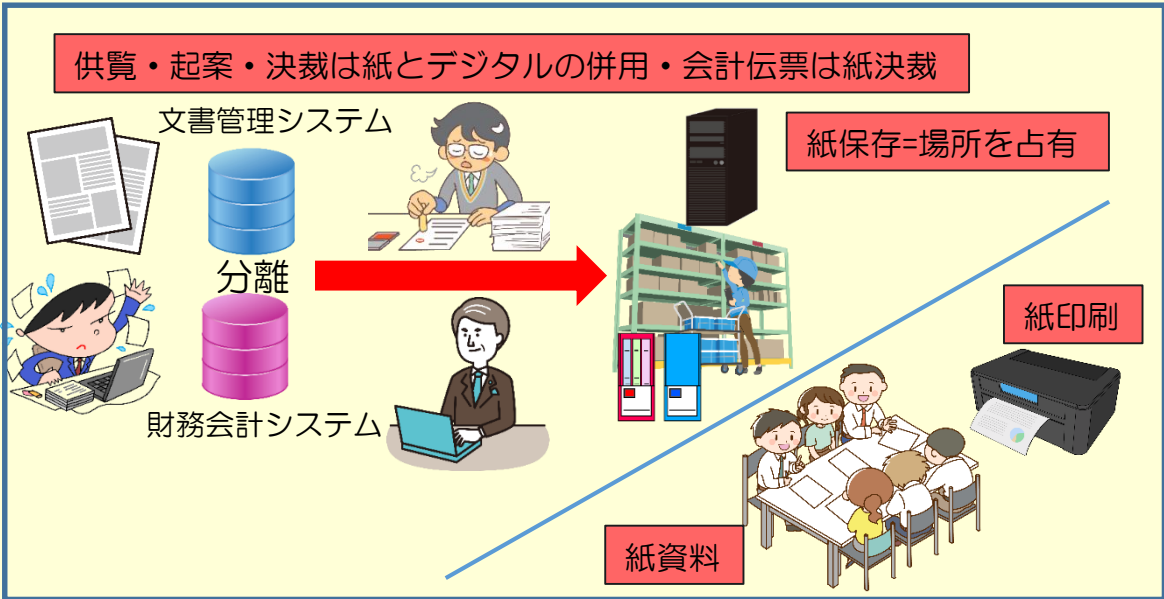 供覧・起案・決裁は紙とデジタルの併用・会計伝票は紙決裁
文書管理システム
紙保存=場所を占有
分離
紙印刷
財務会計システム
紙資料